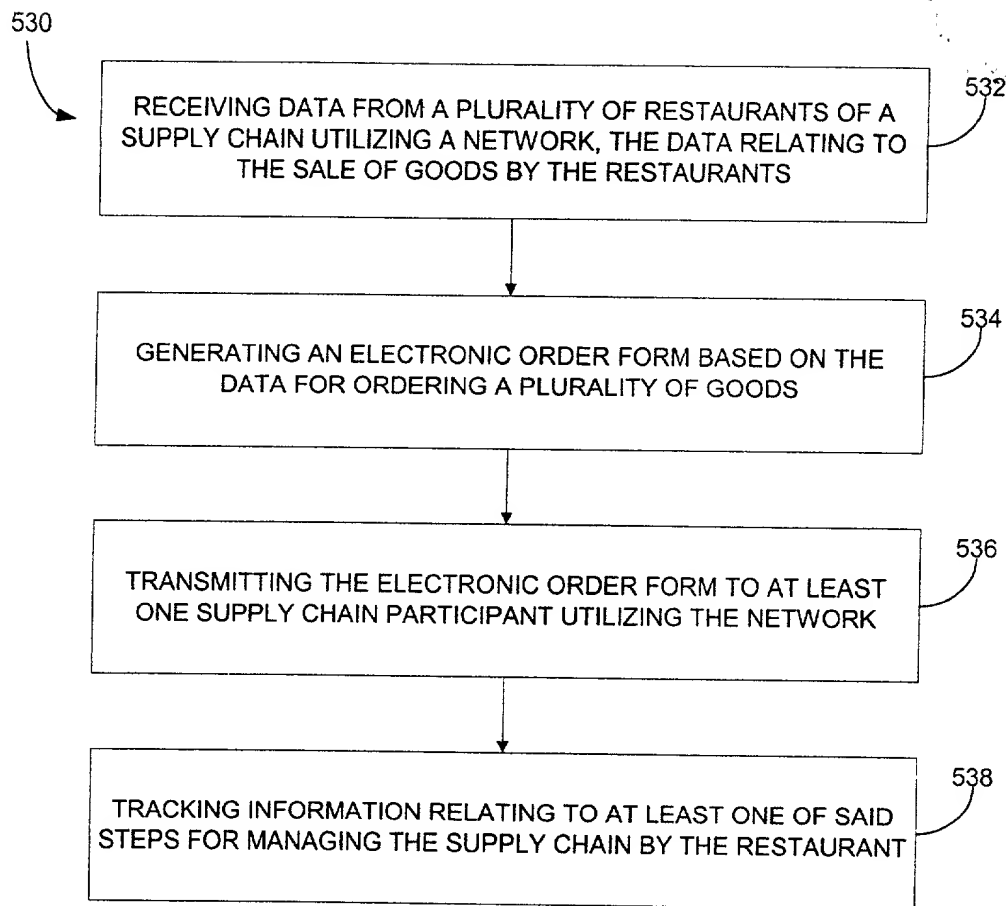 530
532
RECEIVING DATA FROM A PLURALITY OF RESTAURANTS OF A
SUPPLY CHAIN UTILIZING A NETWORK, THE DATA RELATING TO
THE SALE OF GOODS BY THE RESTAURANTS
534
GENERATING AN ELECTRONIC ORDER FORM BASED ON THE
DATA FOR ORDERING A PLURALITY OF GOODS
536
TRANSMITTING THE ELECTRONIC ORDER FORM TO AT LEAST
ONE SUPPLY CHAIN PARTICIPANT UTILIZING THE NETWORK
538
TRACKING INFORMATION RELATING TO AT LEAST ONE OF SAID
STEPS FOR MANAGING THE SUPPLY CHAIN BY THE RESTAURANT